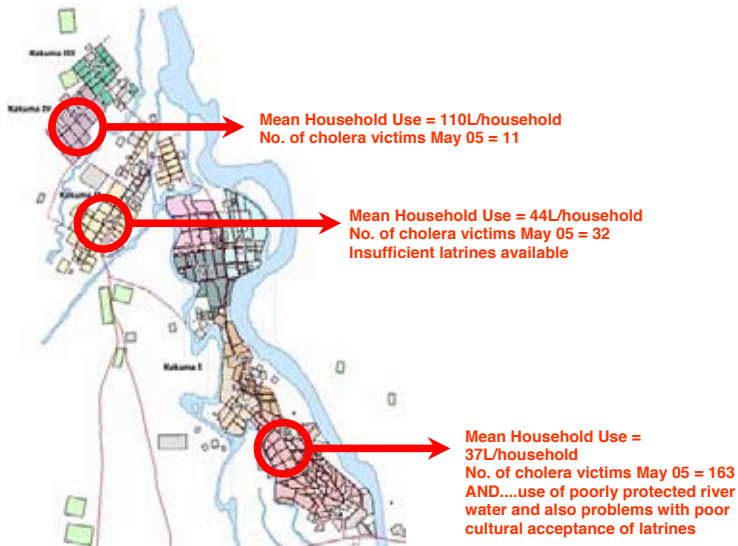 Kakuma III
Kakuma IV
Mean Household Use = 110L/household
No. of cholera victims May 05 = 11
Kakuma
Mean Household Use = 44L/household
No. of cholera victims May 05 = 32
Insufficient latrines available
Kakuma I
Mean Household Use =
37L/household
No. of cholera victims May 05 = 163
AND....use of poorly protected river
water and also problems with poor
cultural acceptance of latrines